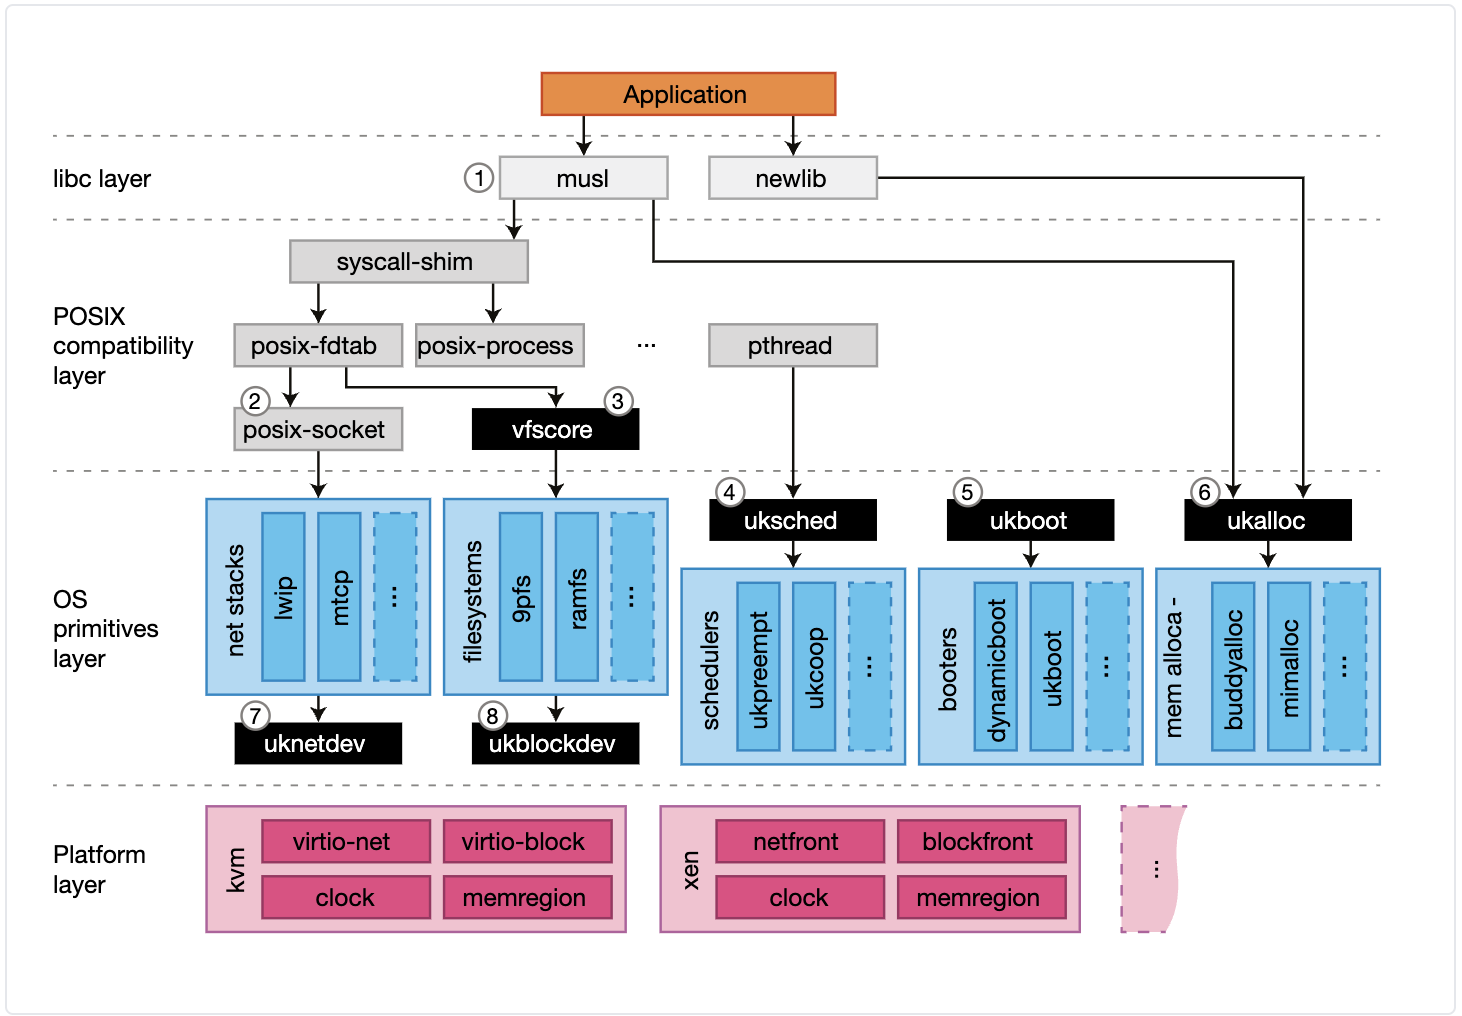 Application
libc layer
1
musl
newlib
syscall-shim
POSIX
compatibility
layer
posix-fdtab
posix-process
...
pthread
2
posix-socket
3
vfscore
OS
primitives
layer
net stacks
lwip
mtcp
...
filesystems
9pfs
ramfs
...
4
uksched
schedulers
ukpreempt
ukcoop
...
5
ukboot
booters
dynamicboot
ukboot
...
6
ukalloc
mem alloca -
buddyalloc
mimalloc
...
7
uknetdev
8
ukblockdev
Platform
layer
kvm
virtio-net
virtio-block
clock
memregion
xen
netfront
blockfront
clock
memregion
...